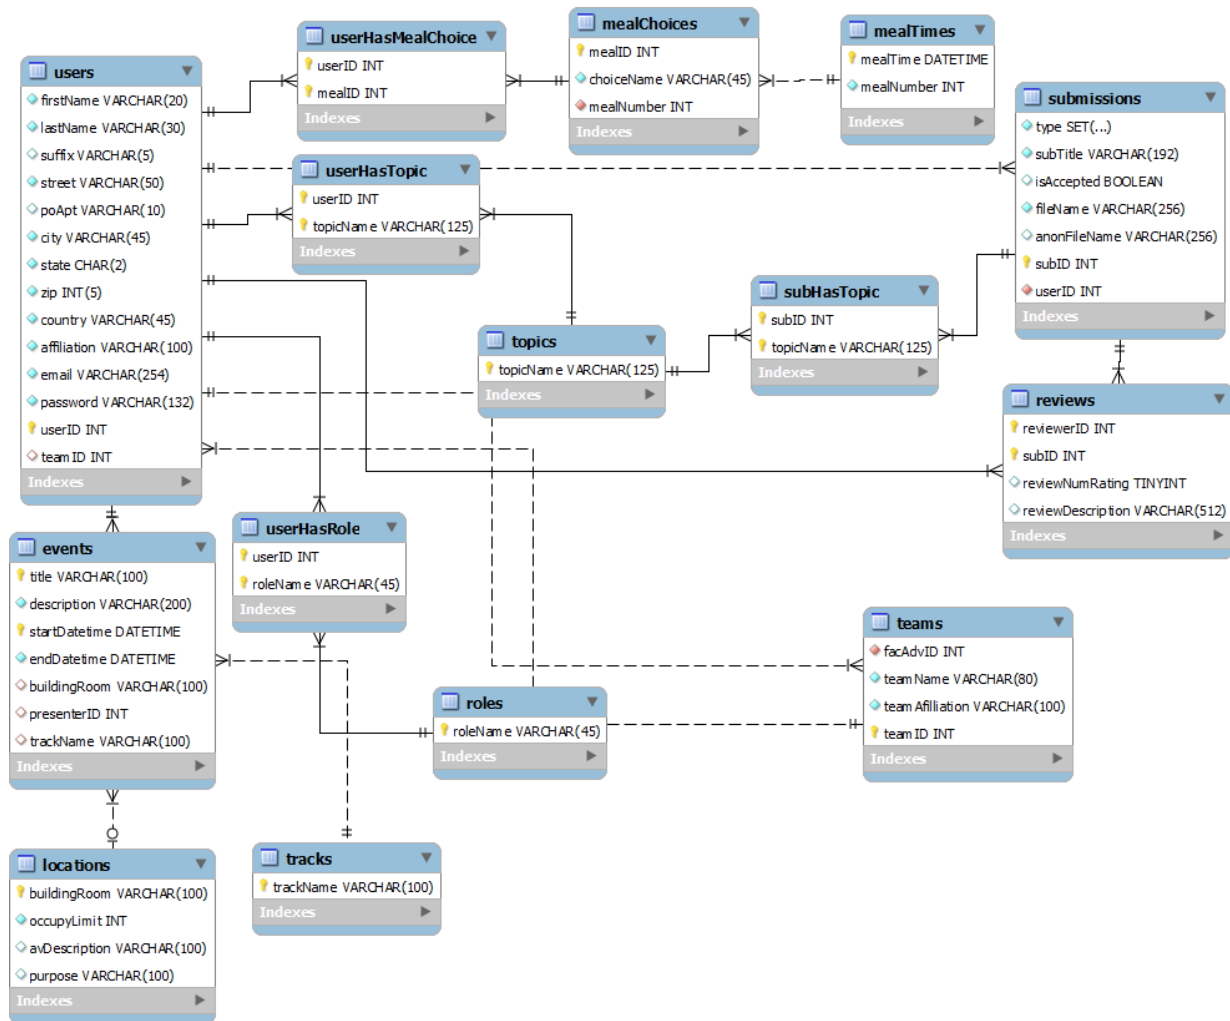 users
firstName VARCHAR(20)
lastName VARCHAR(30)
suffix VARCHAR(5)
street VARCHAR(50)
poApt VARCHAR(10)
city VARCHAR(45)
state CHAR(2)
zip INT(5)
country VARCHAR(45)
affiliation VARCHAR(100)
email VARCHAR(254)
password VARCHAR(132)
userID INT
teamID INT
Indexes
userHasMealChoice
userID INT
mealID INT
Indexes
mealChoices
mealID INT
choiceName VARCHAR(45)
mealNumber INT
Indexes
mealTimes
mealTime DATETIME
mealNumber INT
Indexes
submissions
type SET(...)
subTitle VARCHAR(192)
isAccepted BOOLEAN
fileName VARCHAR(256)
anonFileName VARCHAR(256)
subID INT
userID INT
Indexes
userHasTopic
userID INT
topicName VARCHAR(125)
Indexes
subHasTopic
subID INT
topicName VARCHAR(125)
Indexes
topics
topicName VARCHAR(125)
Indexes
reviews
reviewerID INT
subID INT
reviewNumRating TINYINT
reviewDescription VARCHAR(512)
Indexes
userHasRole
userID INT
roleName VARCHAR(45)
Indexes
events
title VARCHAR(100)
description VARCHAR(200)
startDatetime DATETIME
endDatetime DATETIME
buildingRoom VARCHAR(100)
presenterID INT
trackName VARCHAR(100)
Indexes
teams
facAdvID INT
teamName VARCHAR(80)
teamAfilliation VARCHAR(100)
teamID INT
Indexes
roles
roleName VARCHAR(45)
Indexes
tracks
trackName VARCHAR(100)
Indexes
locations
buildingRoom VARCHAR(100)
occupyLimit INT
avDescription VARCHAR(100)
purpose VARCHAR(100)
Indexes